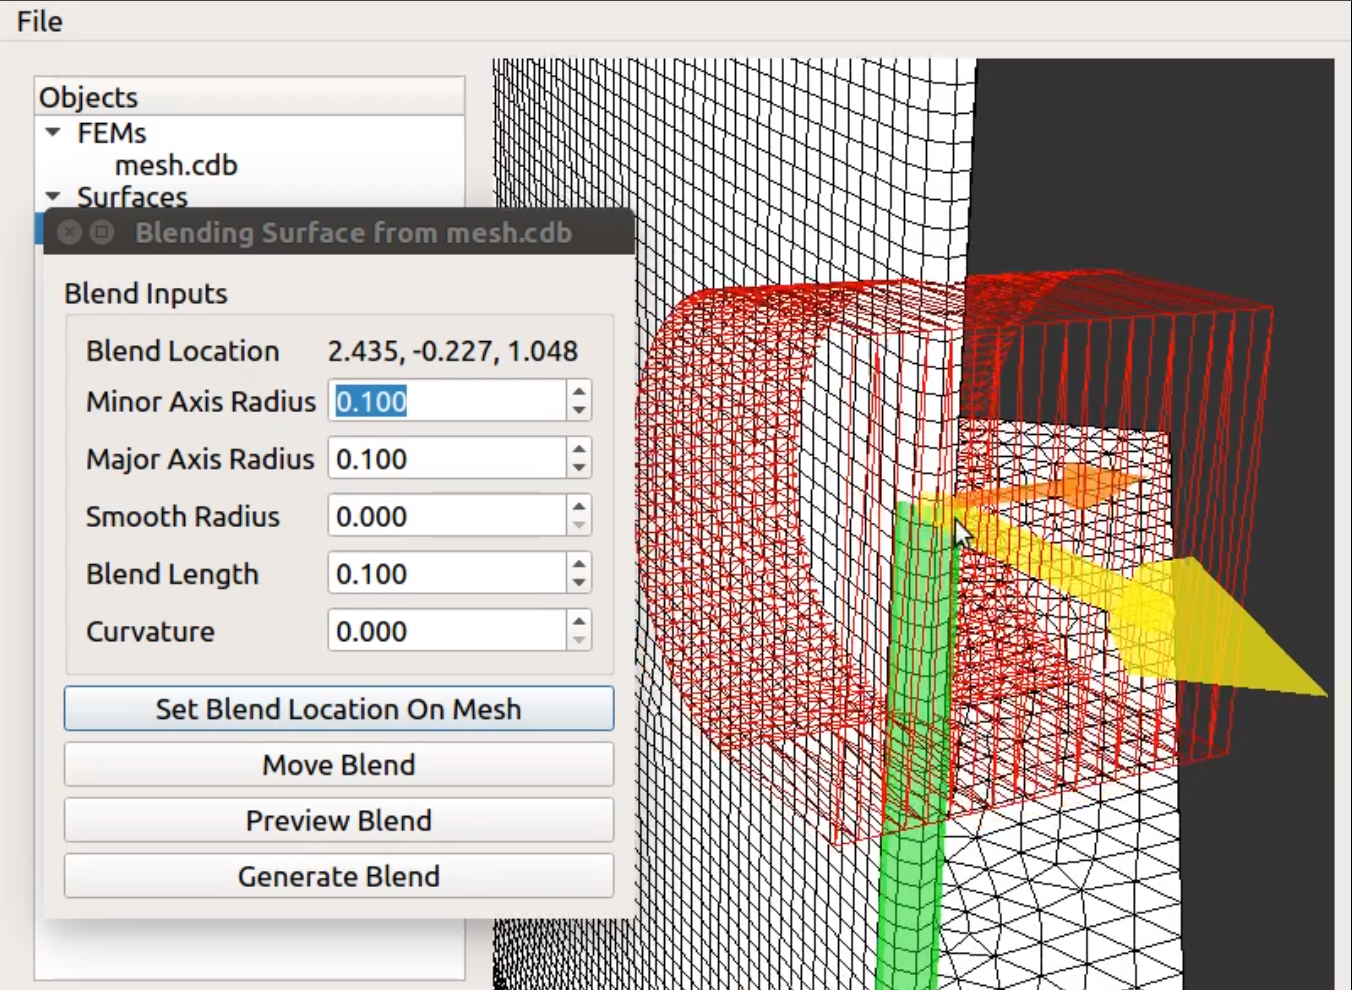 File
Objects
FEMs
mesh.cdb
Surfaces
Blending Surface from mesh.cdb
Blend Inputs
Blend Location 2.435, -0.227, 1.048
Minor Axis Radius 0.100
Major Axis Radius 0.100
Smooth Radius 0.000
Blend Length 0.100
Curvature 0.000
Set Blend Location On Mesh
Move Blend
Preview Blend
Generate Blend